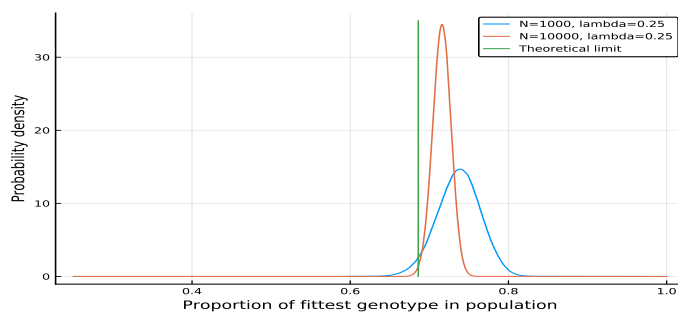 N=1000, lambda=0.25
N=10000, lambda=0.25
Theoretical limit
30
20
10
0
Probability density
0.4 0.6 0.8 1.0
Proportion of fittest genotype in population